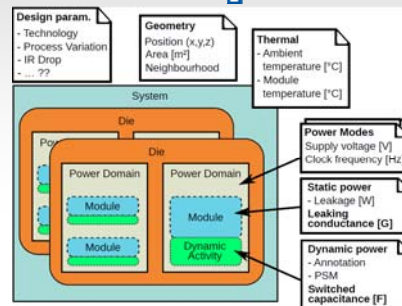 Design param.
- Technology
- Process Variation
- IR Drop
- ... ??
Geometry
Position (x,y,z)
Area [m²]
Neighbourhood
Thermal
- Ambient
temperature [°C]
- Module
temperature [°C]
System
Die
Die
Power Domain
Module
Module
Power Domain
Module
Dynamic
Activity
Power Modes
Supply voltage [V]
Clock frequency [Hz]
Static power
- Leakage [W]
Leaking
conductance [G]
Dynamic power
- Annotation
- PSM
Switched
capacitance [F]